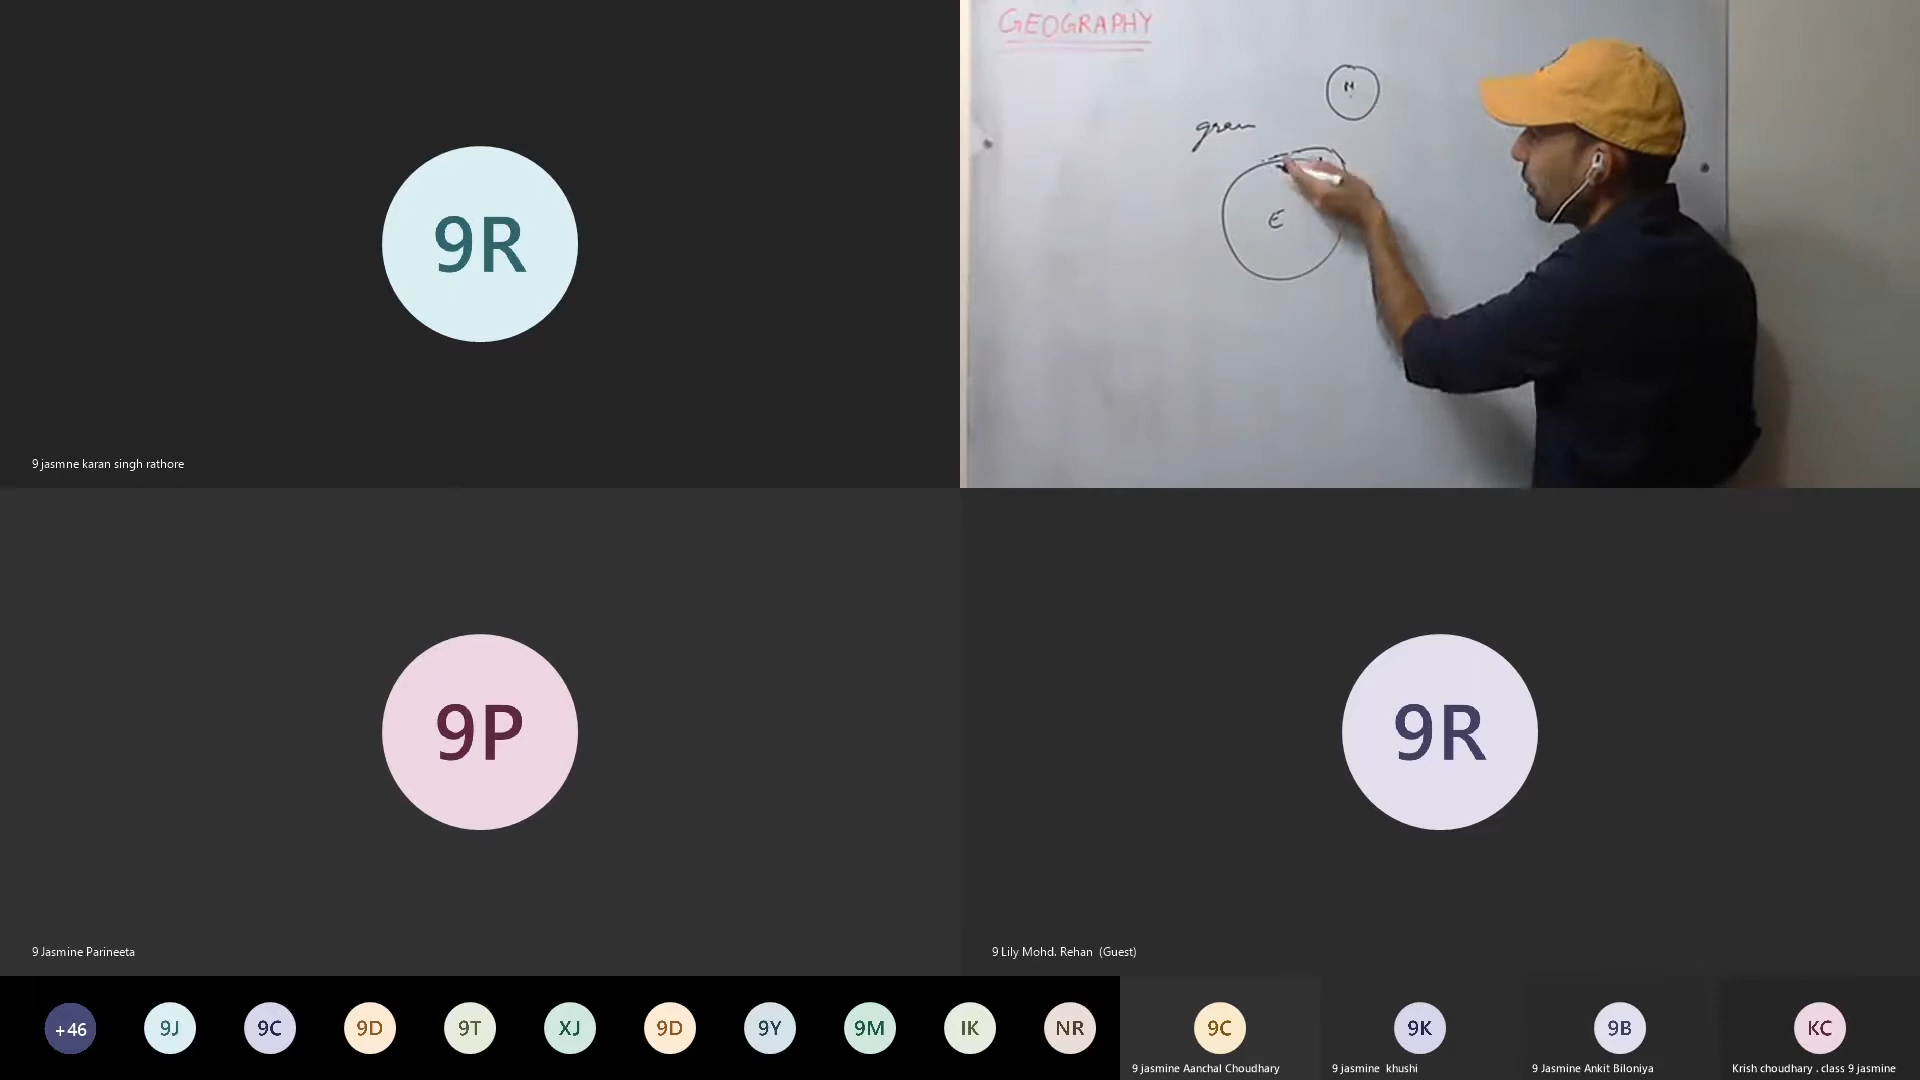 9R
9 jasmne karan singh rathore
GEOGRAPHY
M
E
9P
9 Jasmine Parineeta
9R
9 Lily Mohd. Rehan (Guest)
+46
9J
9C
9D
9T
XJ
9D
9Y
9M
IK
NR
9C
9 jasmine Aanchal Choudhary
9K
9 jasmine khushi
9B
9 Jasmine Ankit Biloniya
KC
Krish choudhary . class 9 jasmine